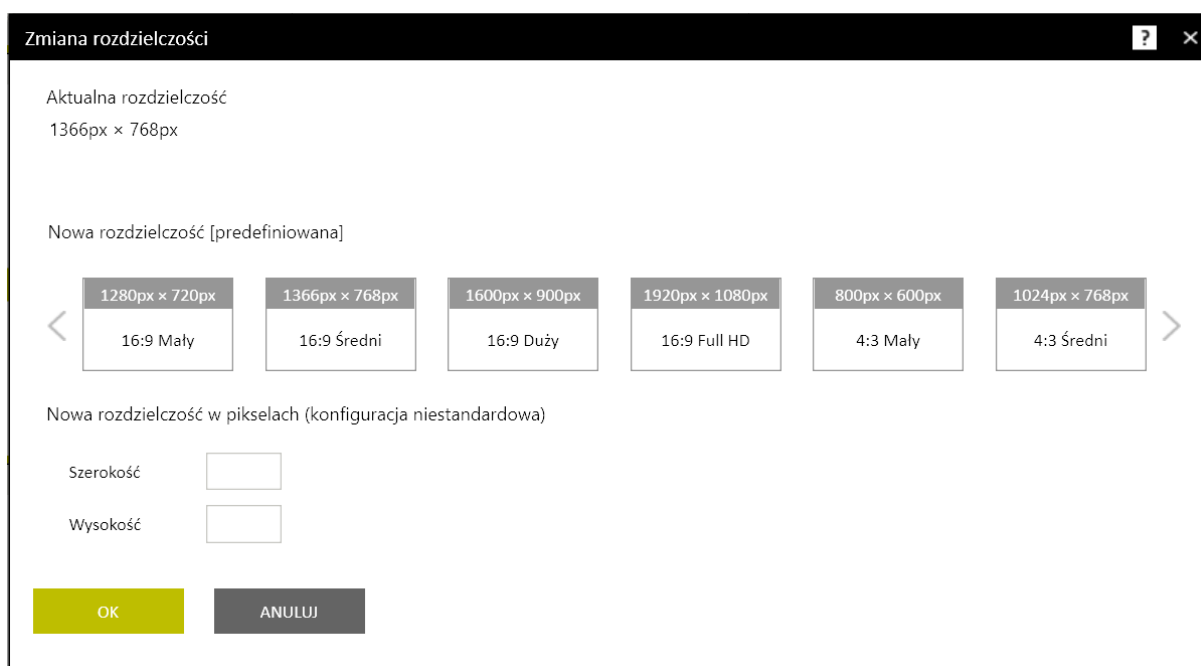 Zmiana rozdzielczości ? ×
Aktualna rozdzielczość
1366px × 768px
Nowa rozdzielczość [predefiniowana]
1280px × 720px 1366px × 768px 1600px × 900px 1920px × 1080px 800px × 600px 1024px × 768px
16:9 Mały 16:9 Średni 16:9 Duży 16:9 Full HD 4:3 Mały 4:3 Średni
Nowa rozdzielczość w pikselach (konfiguracja niestandardowa)
Szerokość
Wysokość
OK ANULUJ